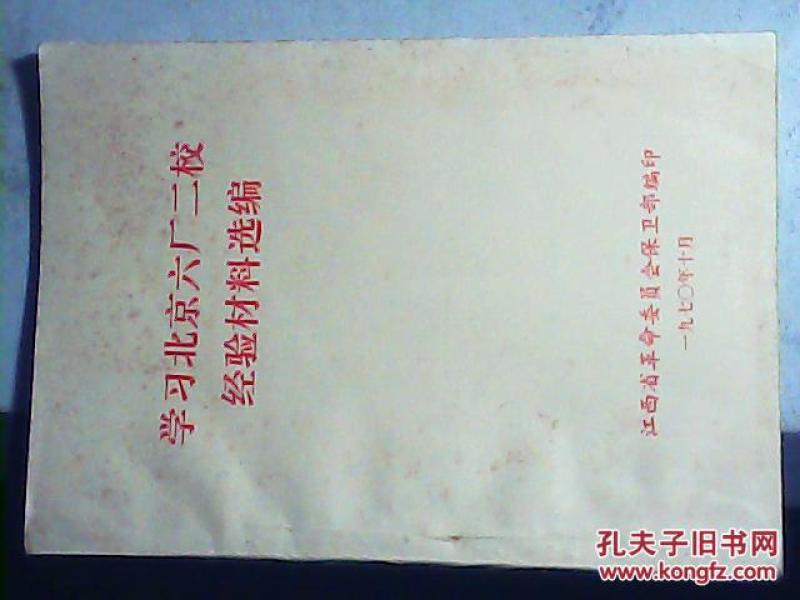 学习北京六厂二校
经验材料选编
江西省革命委员会保卫部编印
一九七〇年十月
孔夫子旧书网
www.kongfz.com